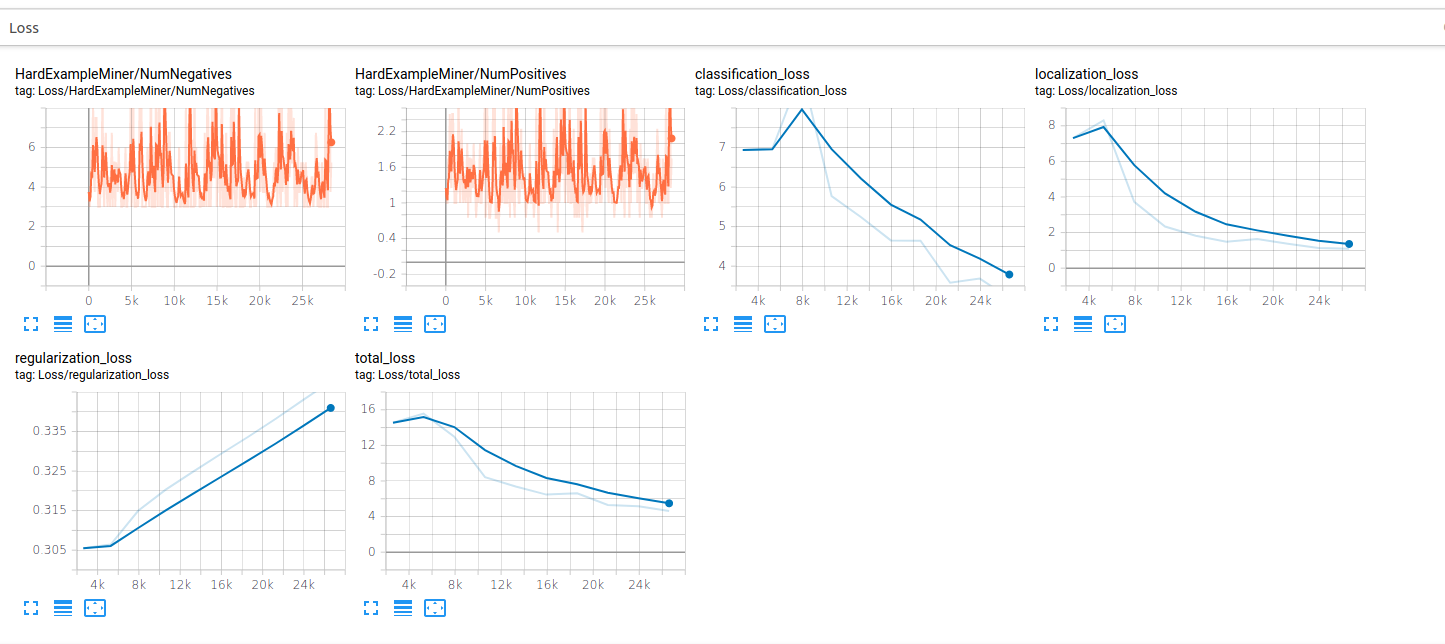 Loss
HardExampleMiner/NumNegatives
tag: Loss/HardExampleMiner/NumNegatives
6
4
2
0
0 5k 10k 15k 20k 25k
HardExampleMiner/NumPositives
tag: Loss/HardExampleMiner/NumPositives
2.2
1.6
1
0.4
-0.2
0 5k 10k 15k 20k 25k
classification_loss
tag: Loss/classification_loss
7
6
5
4
4k 8k 12k 16k 20k 24k
localization_loss
tag: Loss/localization_loss
8
6
4
2
0
4k 8k 12k 16k 20k 24k
regularization_loss
tag: Loss/regularization_loss
0.335
0.325
0.315
0.305
4k 8k 12k 16k 20k 24k
total_loss
tag: Loss/total_loss
16
12
8
4
0
4k 8k 12k 16k 20k 24k